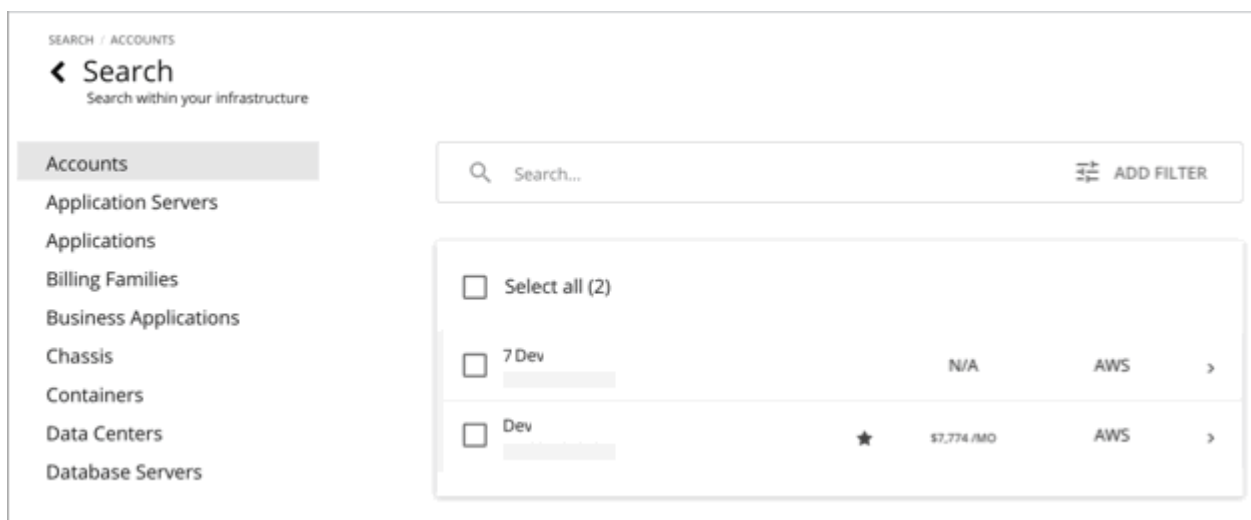 SEARCH / ACCOUNTS
Search
Search within your infrastructure
Accounts
Application Servers
Applications
Billing Families
Business Applications
Chassis
Containers
Data Centers
Database Servers
Search...
ADD FILTER
Select all (2)
7 Dev
N/A
AWS
Dev
$7,774 /MO
AWS